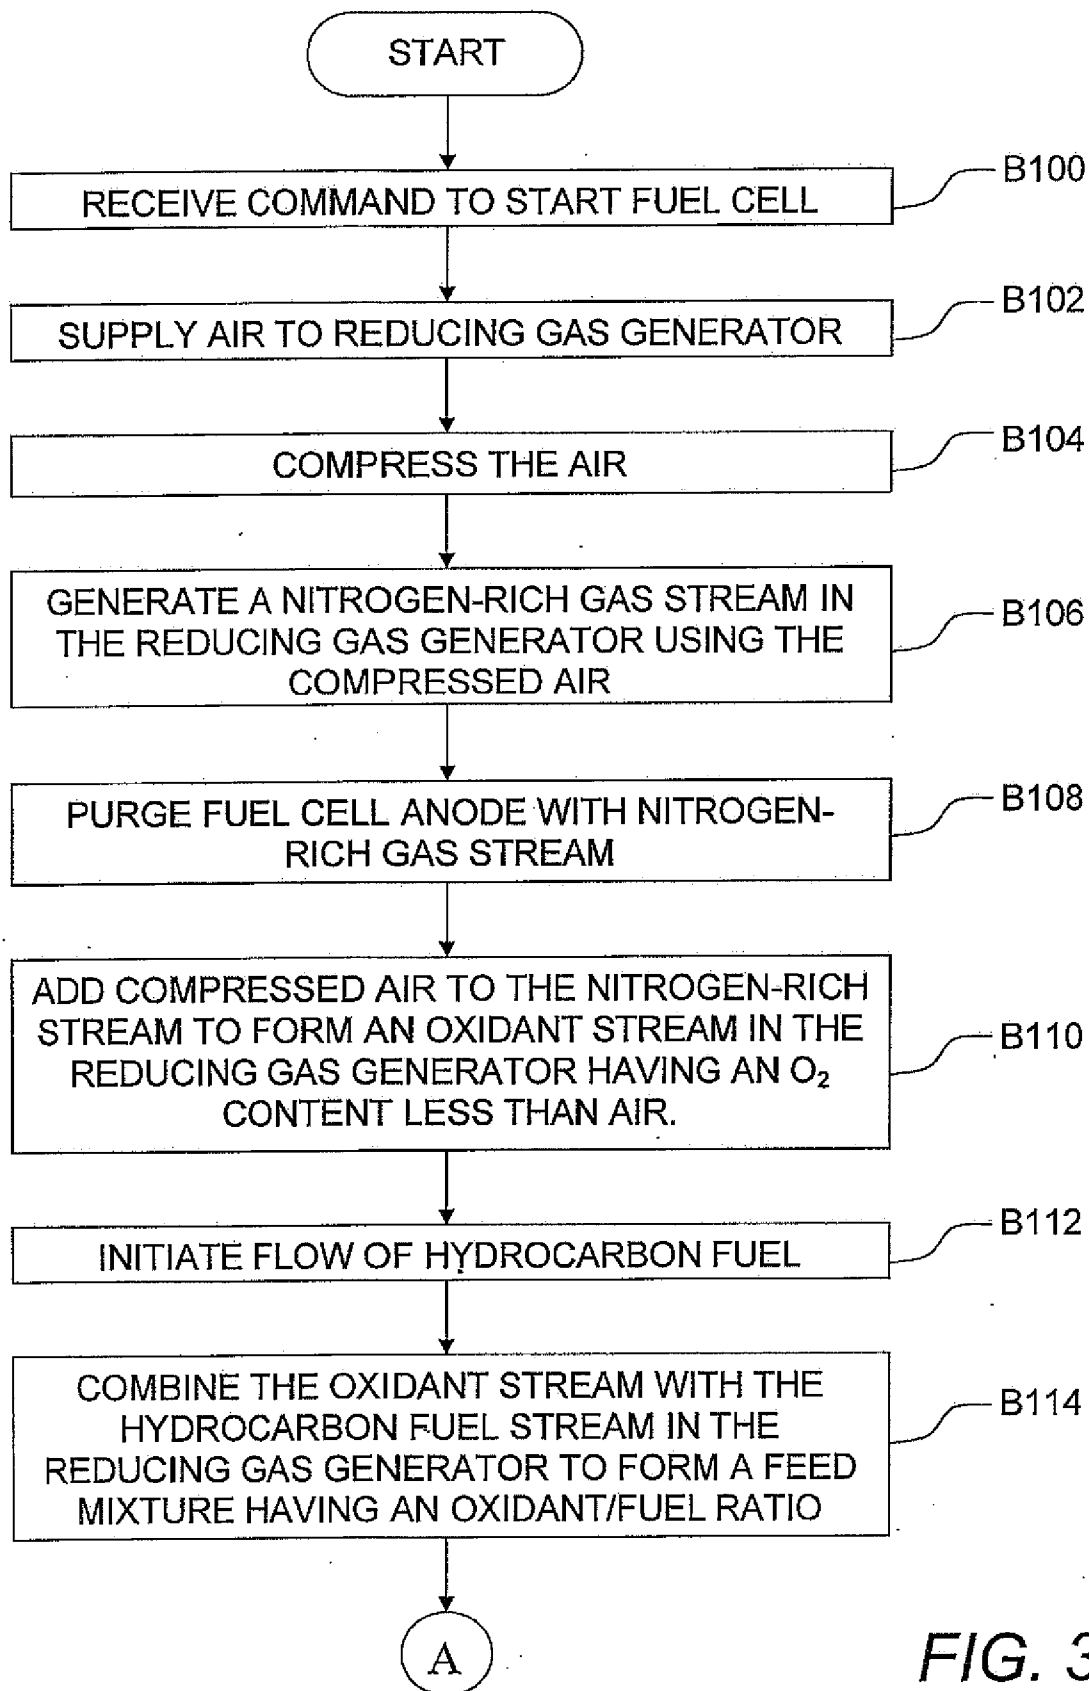 START
RECEIVE COMMAND TO START FUEL CELL
B100
SUPPLY AIR TO REDUCING GAS GENERATOR
B102
COMPRESS THE AIR
B104
GENERATE A NITROGEN-RICH GAS STREAM IN
THE REDUCING GAS GENERATOR USING THE
COMPRESSED AIR
B106
PURGE FUEL CELL ANODE WITH NITROGEN-
RICH GAS STREAM
B108
ADD COMPRESSED AIR TO THE NITROGEN-RICH
STREAM TO FORM AN OXIDANT STREAM IN THE
REDUCING GAS GENERATOR HAVING AN O₂
CONTENT LESS THAN AIR.
B110
INITIATE FLOW OF HYDROCARBON FUEL
B112
COMBINE THE OXIDANT STREAM WITH THE
HYDROCARBON FUEL STREAM IN THE
REDUCING GAS GENERATOR TO FORM A FEED
MIXTURE HAVING AN OXIDANT/FUEL RATIO
B114
A
FIG. 3